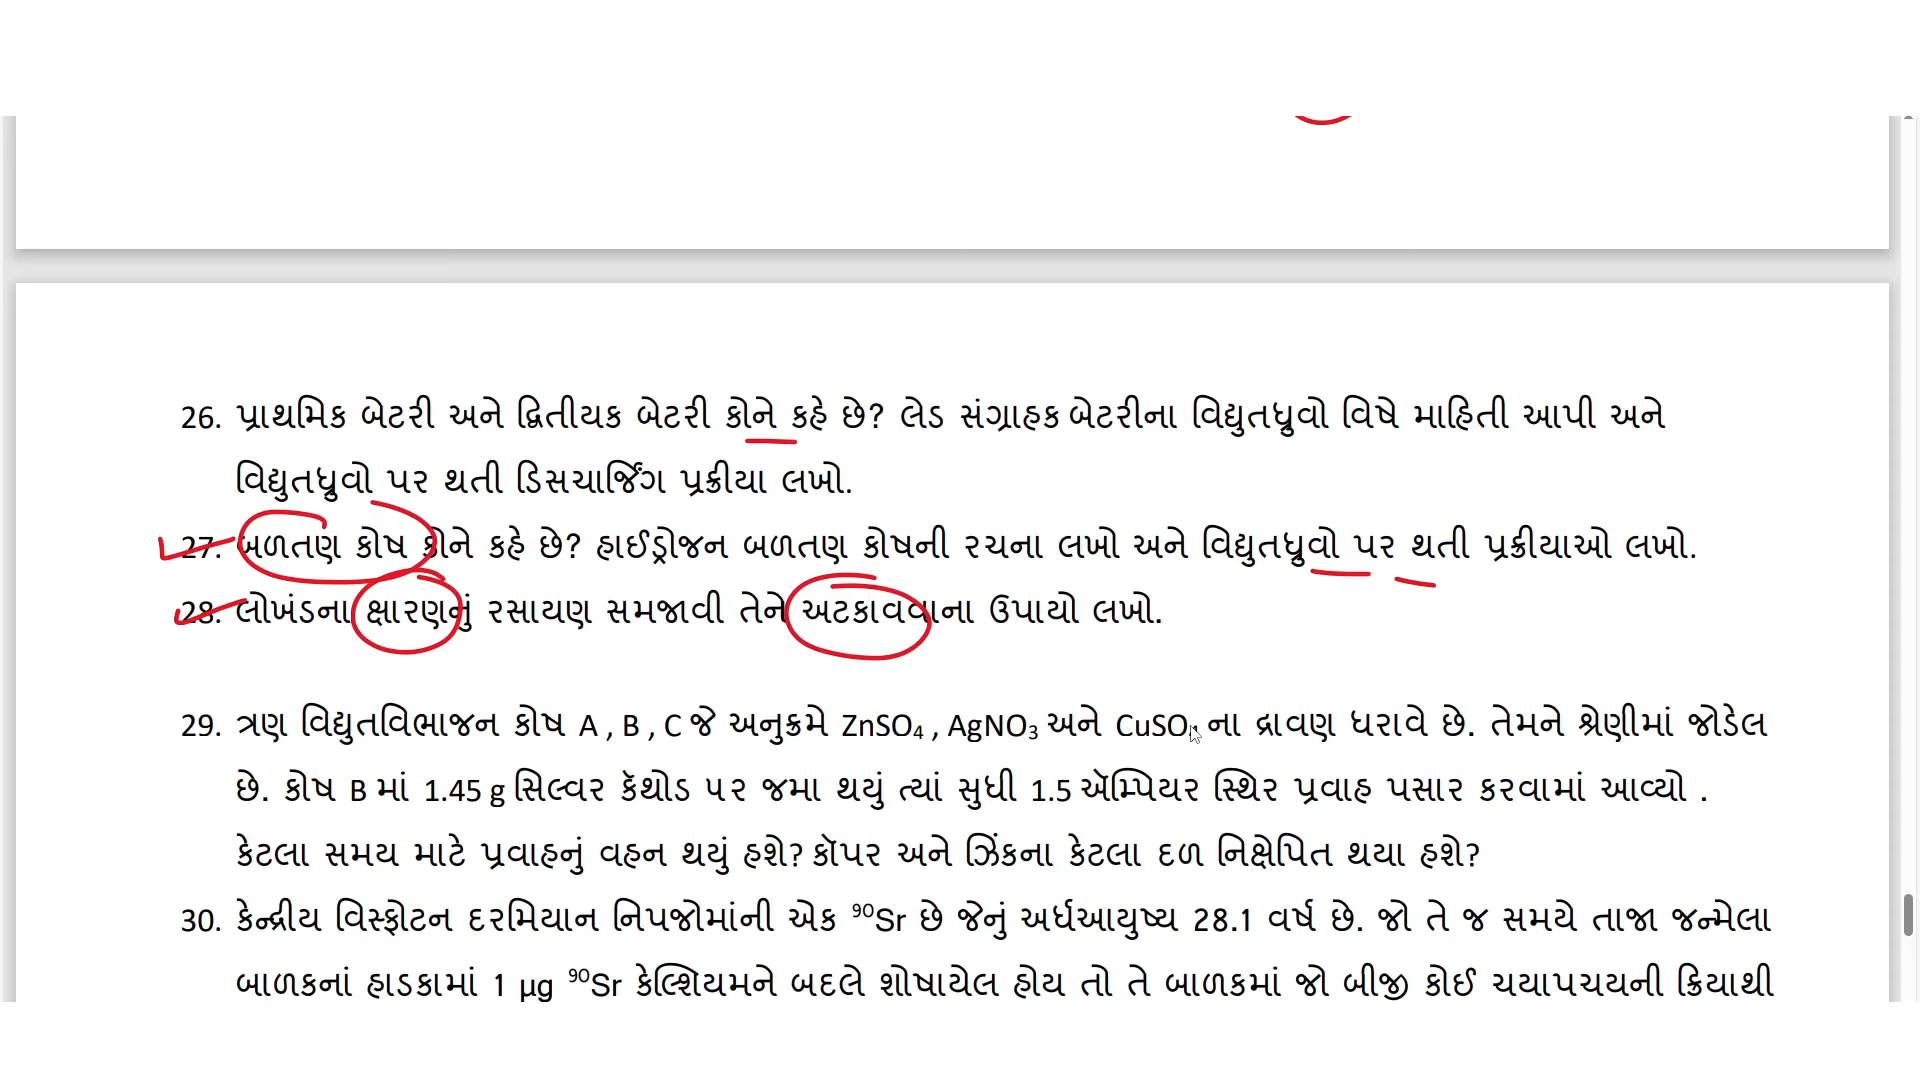 26. પ્રાથમિક બેટરી અને દ્વિતીયક બેટરી કોને કહે છે? લેડ સંગ્રાહક બેટરીના વિદ્યુતધ્રુવો વિષે માહિતી આપી અને
વિદ્યુતધ્રુવો પર થતી ડિસચાર્જિંગ પ્રક્રીયા લખો.
27. બળતણ કોષ કોને કહે છે? હાઈડ્રોજન બળતણ કોષની રચના લખો અને વિદ્યુતધ્રુવો પર થતી પ્રક્રીયાઓ લખો.
28. લોખંડના ક્ષારણનું રસાયણ સમજાવી તેને અટકાવવાના ઉપાયો લખો.
29. ત્રણ વિદ્યુતવિભાજન કોષ A , B , C જે અનુક્રમે ZnSO₄ , AgNO₃ અને CuSO₄ ના દ્રાવણ ધરાવે છે. તેમને શ્રેણીમાં જોડેલ
છે. કોષ B માં 1.45 g સિલ્વર કૅથોડ પર જમા થયું ત્યાં સુધી 1.5 ઍમ્પિયર સ્થિર પ્રવાહ પસાર કરવામાં આવ્યો .
કેટલા સમય માટે પ્રવાહનું વહન થયું હશે? કૉપર અને ઝિંકના કેટલા દળ નિક્ષેપિત થયા હશે?
30. કેન્દ્રીય વિસ્ફોટન દરમિયાન નિપજોમાંની એક ⁹⁰Sr છે જેનું અર્ધઆયુષ્ય 28.1 વર્ષ છે. જો તે જ સમયે તાજા જન્મેલા
બાળકનાં હાડકામાં 1 µg ⁹⁰Sr કેલ્શિયમને બદલે શોષાયેલ હોય તો તે બાળકમાં જો બીજી કોઈ ચયાપચયની ક્રિયાથી